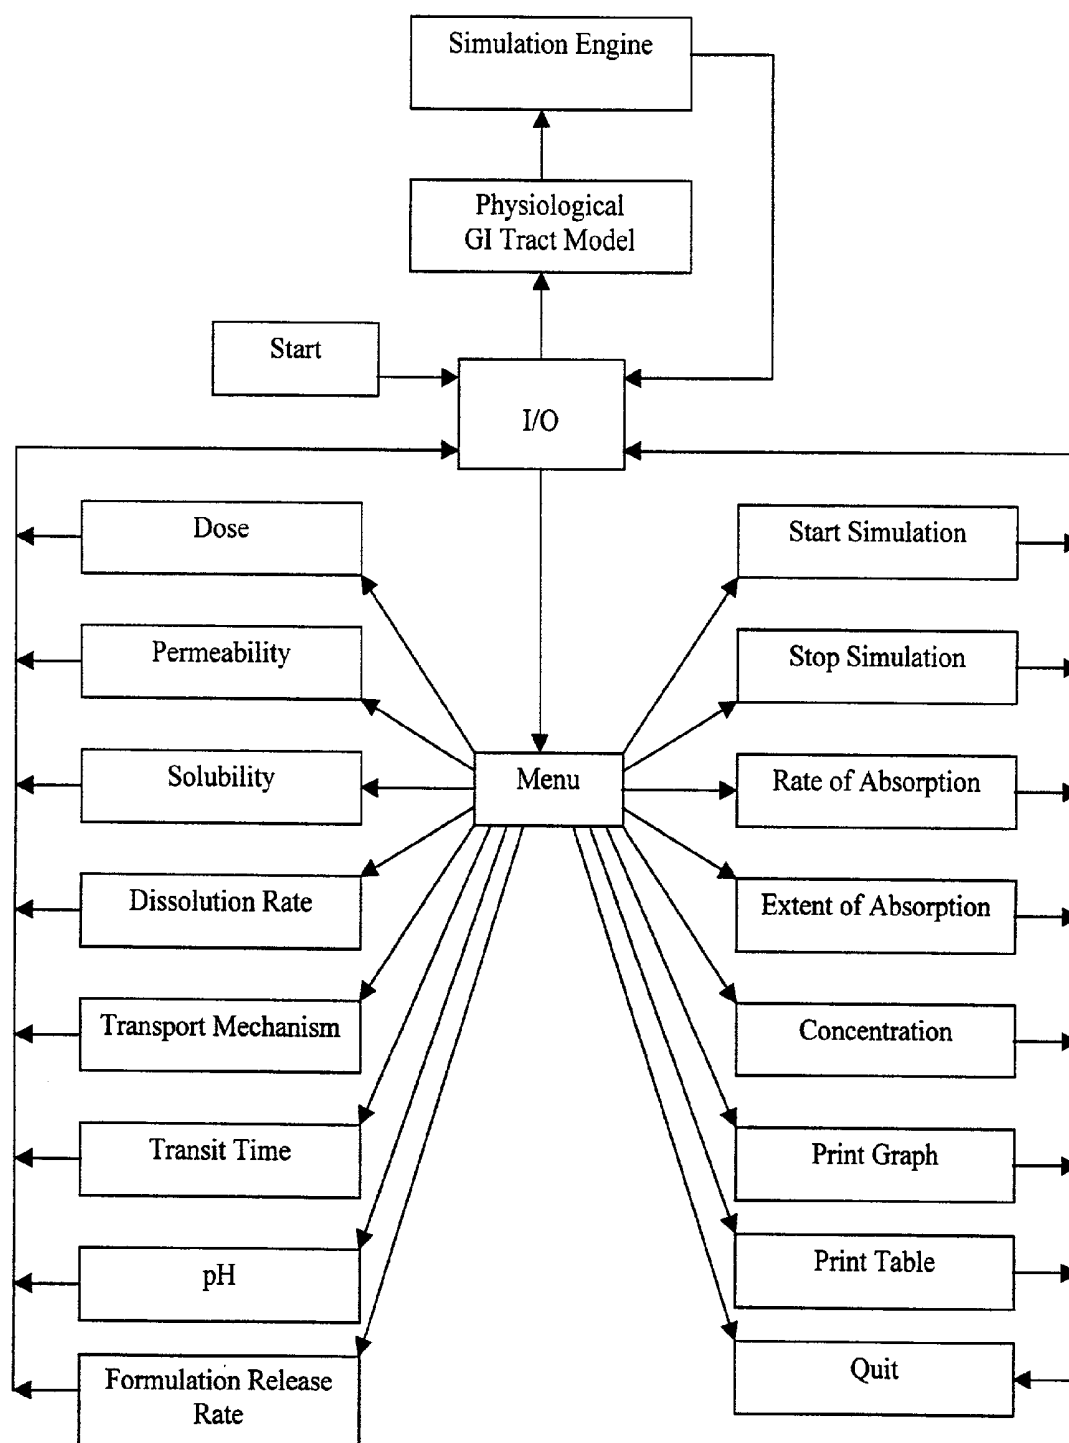 Simulation Engine
Physiological
GI Tract Model
Start
I/O
Dose
Permeability
Solubility
Dissolution Rate
Transport Mechanism
Transit Time
pH
Formulation Release
Rate
Menu
Start Simulation
Stop Simulation
Rate of Absorption
Extent of Absorption
Concentration
Print Graph
Print Table
Quit